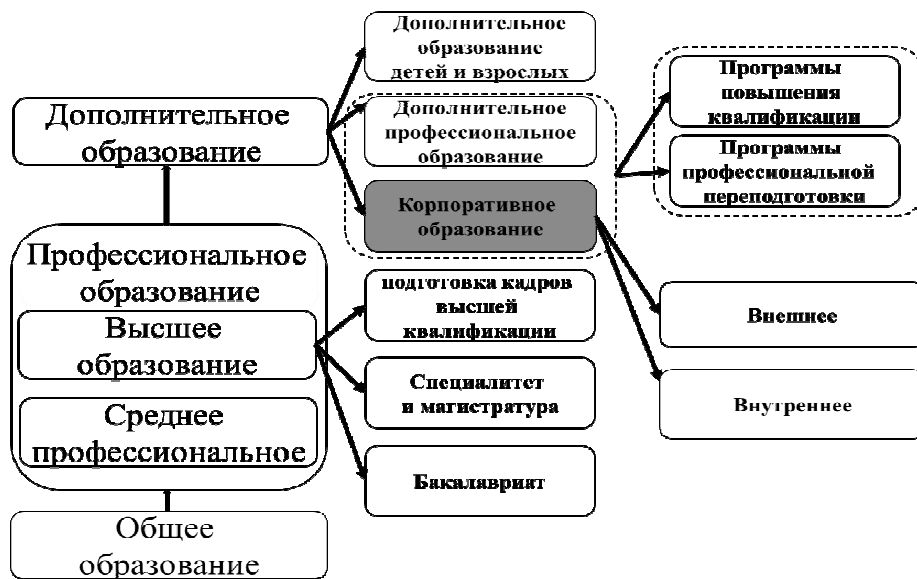 Дополнительное
образование
детей и взрослых
Программы
повышения
квалификации
Дополнительное
образование
Дополнительное
профессиональное
образование
Программы
профессиональной
переподготовки
Корпоративное
образование
Профессиональное
образование
подготовка кадров
высшей
квалификации
Высшее
образование
Внешнее
Специалитет
и магистратура
Внутреннее
Среднее
профессиональное
Бакалавриат
Общее
образование